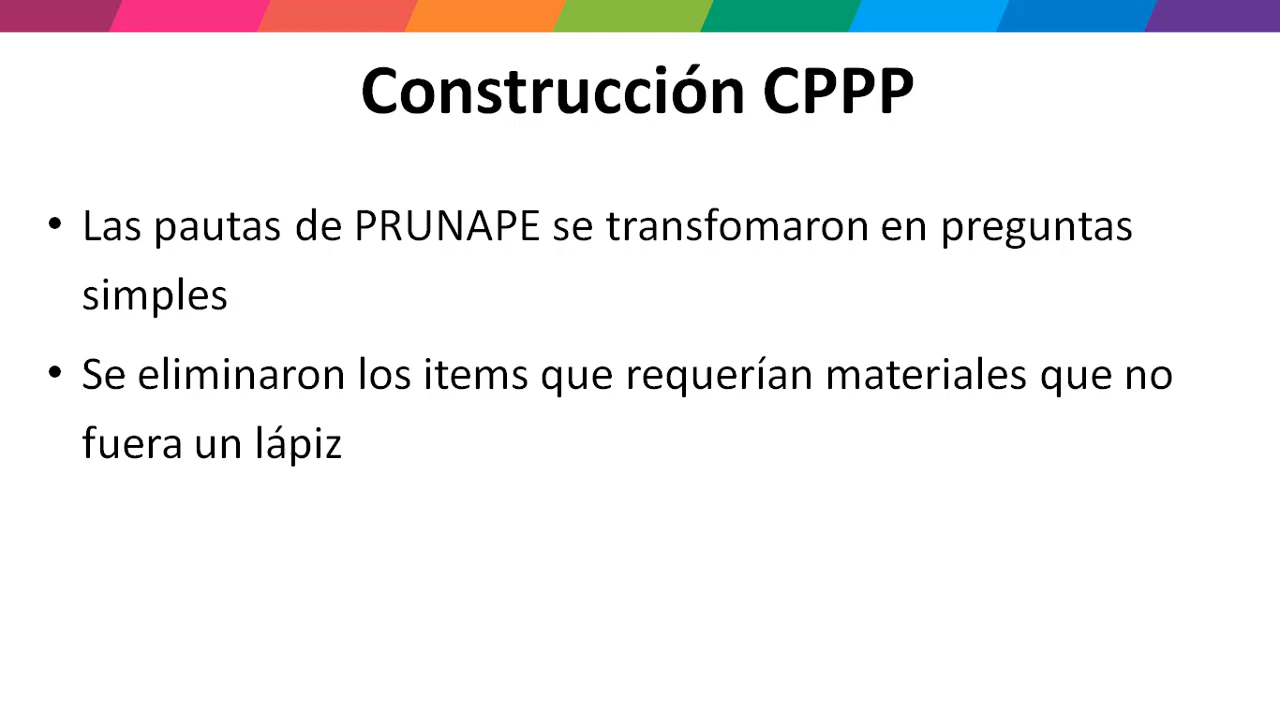 Construcción CPPP
• Las pautas de PRUNAPE se transfomaron en preguntas
simples
• Se eliminaron los items que requerían materiales que no
fuera un lápiz